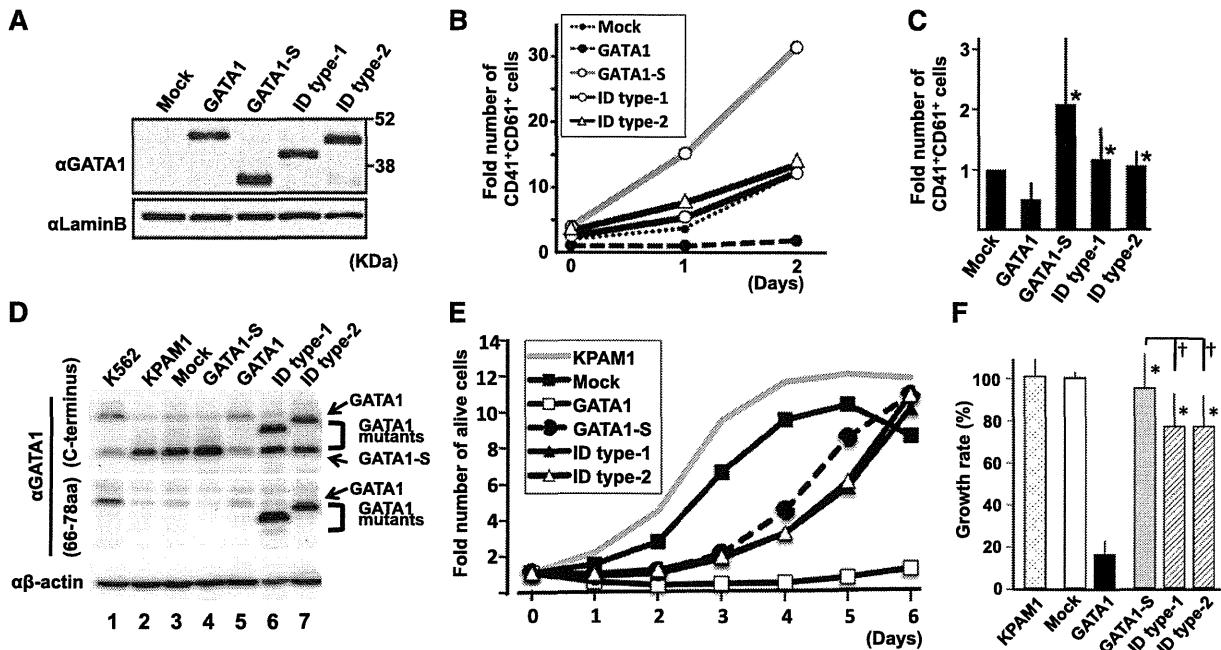 A
Mock
GATA1
GATA1-S
ID type-1
ID type-2
52
38
αGATA1
αLaminB
(KDa)
B
Fold number of
CD41+CD61+ cells
30
20
10
0
Mock
GATA1
GATA1-S
ID type-1
ID type-2
0 1 2
(Days)
C
Fold number of
CD41+CD61+ cells
3
2
1
* * *
Mock
GATA1
GATA1-S
ID type-1
ID type-2
D
K562
KPAM1
Mock
GATA1-S
GATA1
ID type-1
ID type-2
αGATA1
(C-terminus)
(66-78aa)
GATA1
GATA1
mutants
GATA1-S
GATA1
GATA1
mutants
αβ-actin
1 2 3 4 5 6 7
E
Fold number of alive cells
14
12
10
8
6
4
2
KPAM1
Mock
GATA1
GATA1-S
ID type-1
ID type-2
0 1 2 3 4 5 6
(Days)
F
Growth rate (%)
100
80
60
40
20
0
† †
* * *
KPAM1
Mock
GATA1
GATA1-S
ID type-1
ID type-2